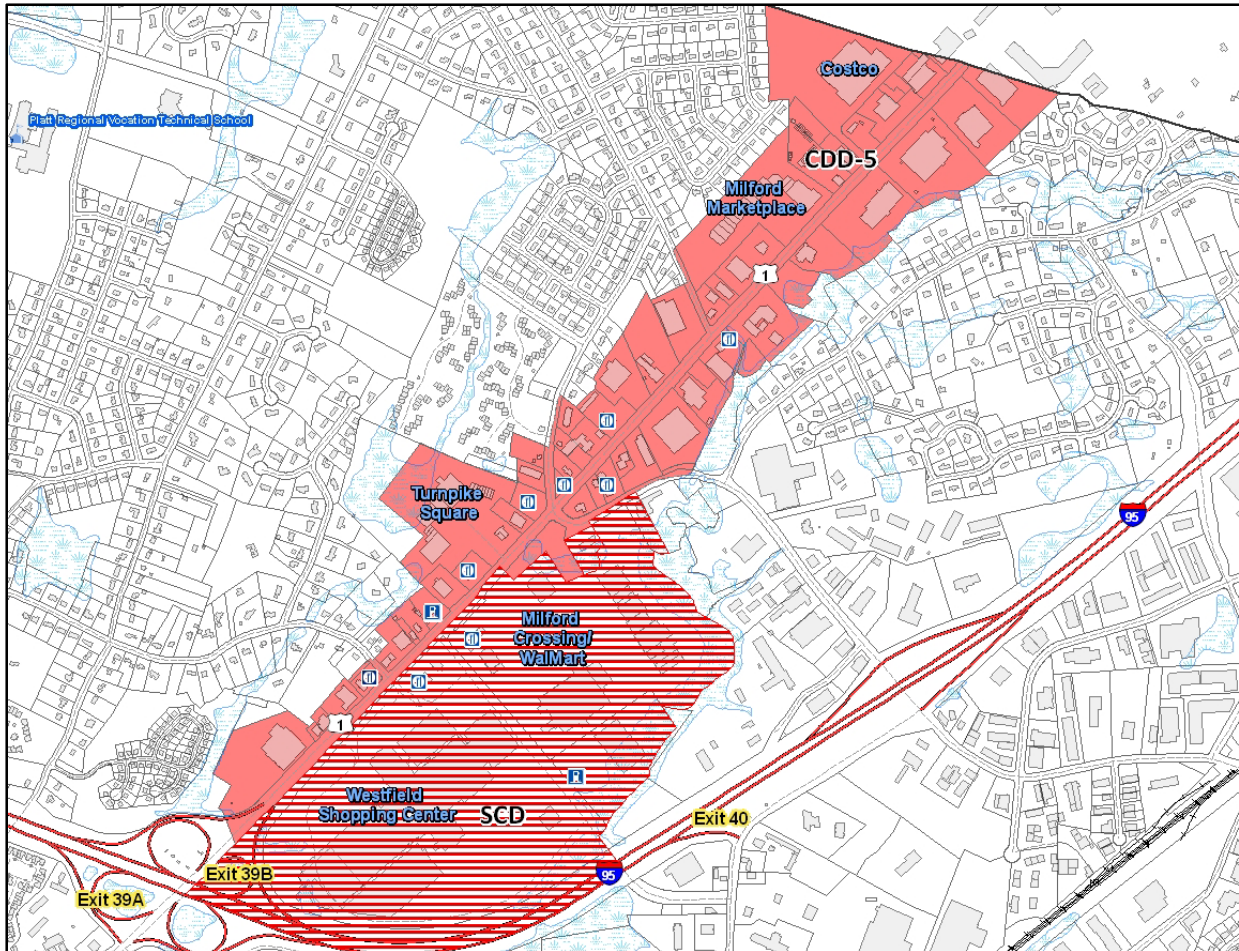 Costco
Platt Regional Vocation Technical School
CDD-5
Milford
Marketplace
1
Turnpike
Square
95
Milford
Crossing/
WalMart
1
Westfield
Shopping Center
SCD
Exit 40
95
Exit 39B
Exit 39A